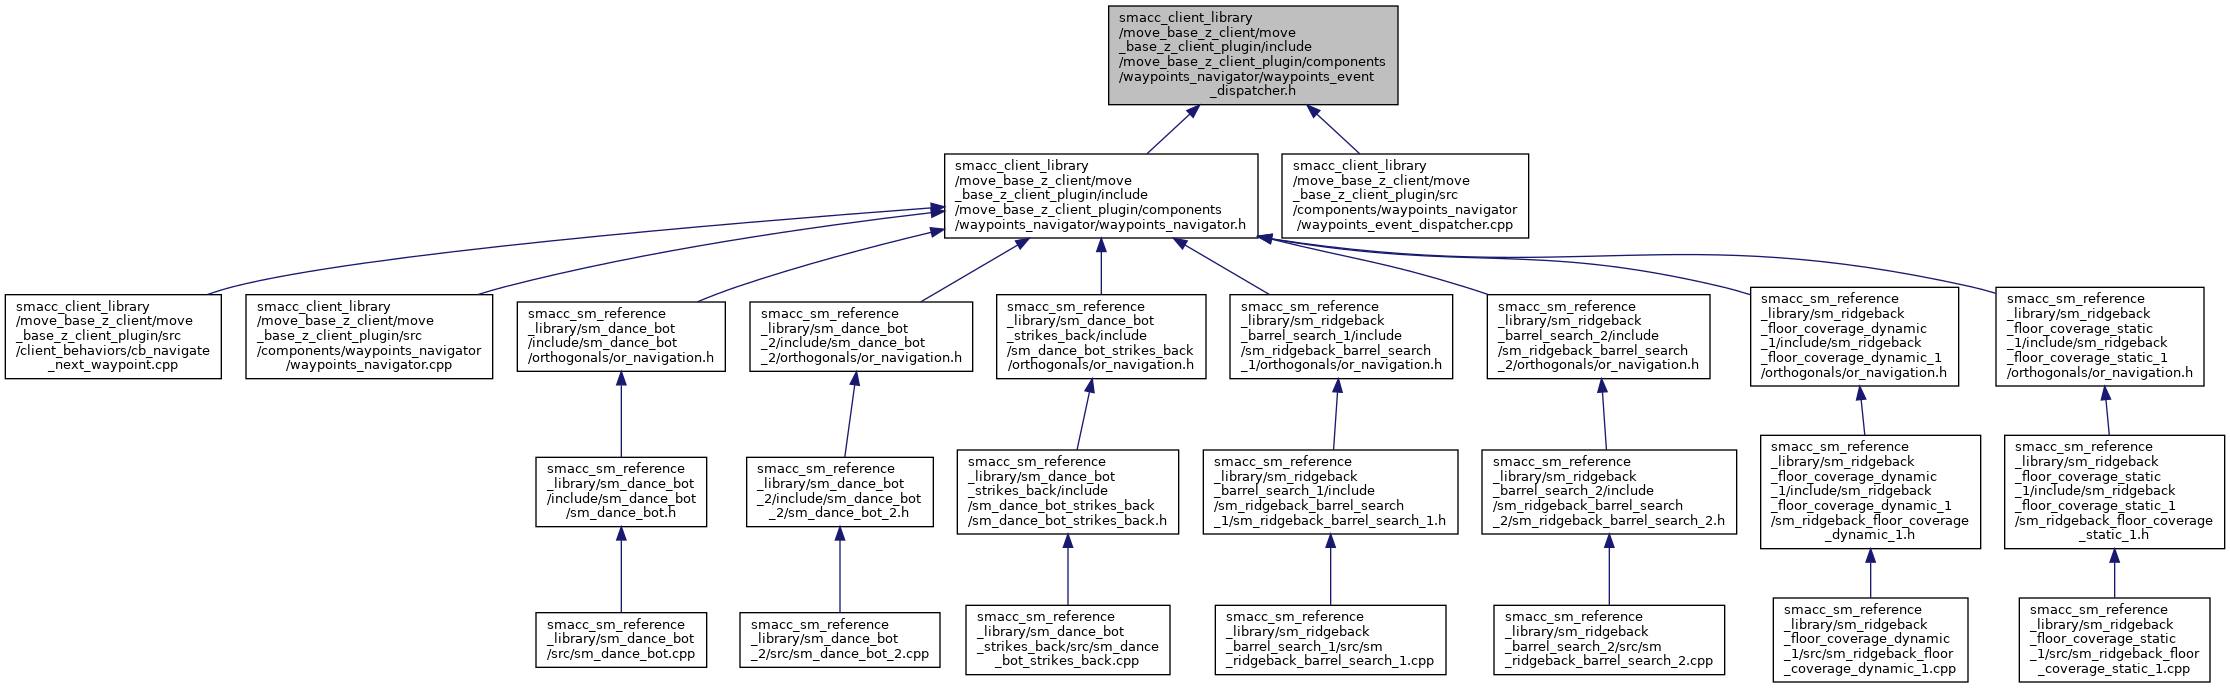 smacc_client_library
/move_base_z_client/move
_base_z_client_plugin/include
/move_base_z_client_plugin/components
/waypoints_navigator/waypoints_event
_dispatcher.h
smacc_client_library
/move_base_z_client/move
_base_z_client_plugin/include
/move_base_z_client_plugin/components
/waypoints_navigator/waypoints_navigator.h
smacc_client_library
/move_base_z_client/move
_base_z_client_plugin/src
/components/waypoints_navigator
/waypoints_event_dispatcher.cpp
smacc_client_library
/move_base_z_client/move
_base_z_client_plugin/src
/client_behaviors/cb_navigate
_next_waypoint.cpp
smacc_client_library
/move_base_z_client/move
_base_z_client_plugin/src
/components/waypoints_navigator
/waypoints_navigator.cpp
smacc_sm_reference
_library/sm_dance_bot
/include/sm_dance_bot
/orthogonals/or_navigation.h
smacc_sm_reference
_library/sm_dance_bot
_2/include/sm_dance_bot
_2/orthogonals/or_navigation.h
smacc_sm_reference
_library/sm_dance_bot
_strikes_back/include
/sm_dance_bot_strikes_back
/orthogonals/or_navigation.h
smacc_sm_reference
_library/sm_ridgeback
_barrel_search_1/include
/sm_ridgeback_barrel_search
_1/orthogonals/or_navigation.h
smacc_sm_reference
_library/sm_ridgeback
_barrel_search_2/include
/sm_ridgeback_barrel_search
_2/orthogonals/or_navigation.h
smacc_sm_reference
_library/sm_ridgeback
_floor_coverage_dynamic
_1/include/sm_ridgeback
_floor_coverage_dynamic_1
/orthogonals/or_navigation.h
smacc_sm_reference
_library/sm_ridgeback
_floor_coverage_static
_1/include/sm_ridgeback
_floor_coverage_static_1
/orthogonals/or_navigation.h
smacc_sm_reference
_library/sm_dance_bot
/include/sm_dance_bot
/sm_dance_bot.h
smacc_sm_reference
_library/sm_dance_bot
_2/include/sm_dance_bot
_2/sm_dance_bot_2.h
smacc_sm_reference
_library/sm_dance_bot
_strikes_back/include
/sm_dance_bot_strikes_back
/sm_dance_bot_strikes_back.h
smacc_sm_reference
_library/sm_ridgeback
_barrel_search_1/include
/sm_ridgeback_barrel_search
_1/sm_ridgeback_barrel_search_1.h
smacc_sm_reference
_library/sm_ridgeback
_barrel_search_2/include
/sm_ridgeback_barrel_search
_2/sm_ridgeback_barrel_search_2.h
smacc_sm_reference
_library/sm_ridgeback
_floor_coverage_dynamic
_1/include/sm_ridgeback
_floor_coverage_dynamic_1
/sm_ridgeback_floor_coverage
_dynamic_1.h
smacc_sm_reference
_library/sm_ridgeback
_floor_coverage_static
_1/include/sm_ridgeback
_floor_coverage_static_1
/sm_ridgeback_floor_coverage
_static_1.h
smacc_sm_reference
_library/sm_dance_bot
/src/sm_dance_bot.cpp
smacc_sm_reference
_library/sm_dance_bot
_2/src/sm_dance_bot_2.cpp
smacc_sm_reference
_library/sm_dance_bot
_strikes_back/src/sm_dance
_bot_strikes_back.cpp
smacc_sm_reference
_library/sm_ridgeback
_barrel_search_1/src/sm
_ridgeback_barrel_search_1.cpp
smacc_sm_reference
_library/sm_ridgeback
_barrel_search_2/src/sm
_ridgeback_barrel_search_2.cpp
smacc_sm_reference
_library/sm_ridgeback
_floor_coverage_dynamic
_1/src/sm_ridgeback_floor
_coverage_dynamic_1.cpp
smacc_sm_reference
_library/sm_ridgeback
_floor_coverage_static
_1/src/sm_ridgeback_floor
_coverage_static_1.cpp